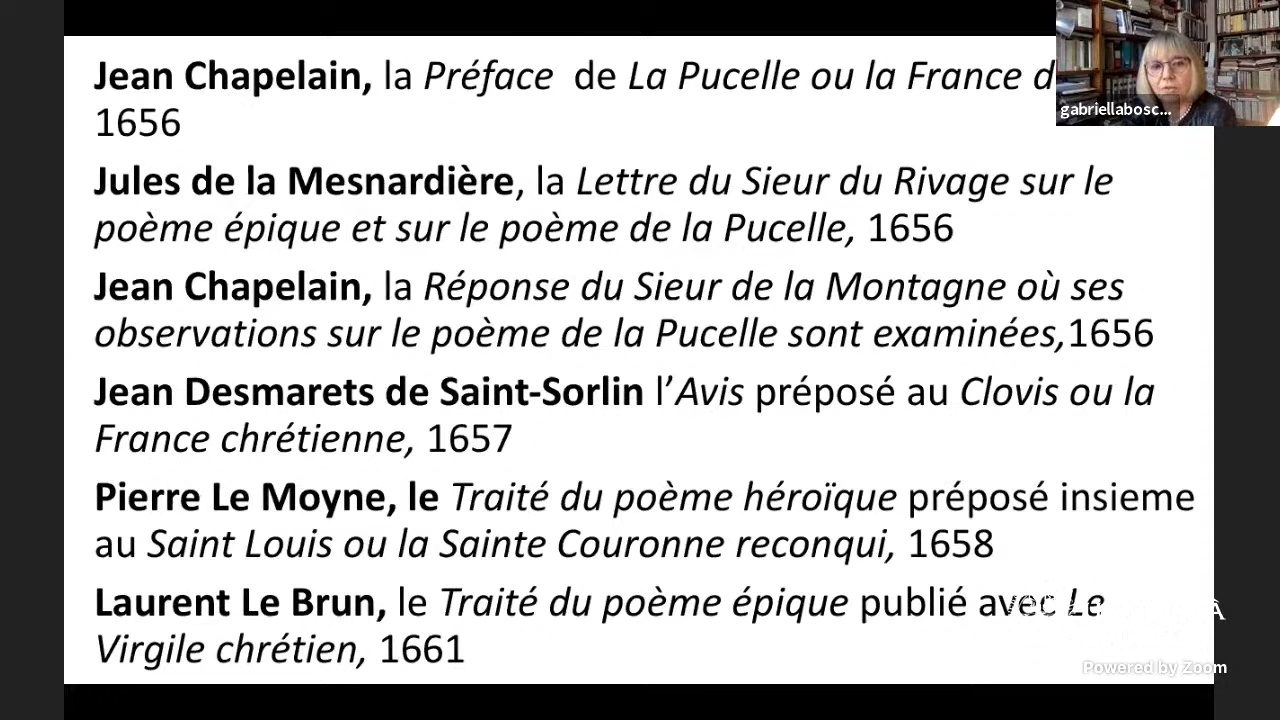 Jean Chapelain, la Préface de La Pucelle ou la France d
1656
gabriellabosc...
Jules de la Mesnardière, la Lettre du Sieur du Rivage sur le
poème épique et sur le poème de la Pucelle, 1656
Jean Chapelain, la Réponse du Sieur de la Montagne où ses
observations sur le poème de la Pucelle sont examinées,1656
Jean Desmarets de Saint-Sorlin l’Avis préposé au Clovis ou la
France chrétienne, 1657
Pierre Le Moyne, le Traité du poème héroïque préposé insieme
au Saint Louis ou la Sainte Couronne reconqui, 1658
Laurent Le Brun, le Traité du poème épique publié avec Le
Virgile chrétien, 1661
Powered by Zoom